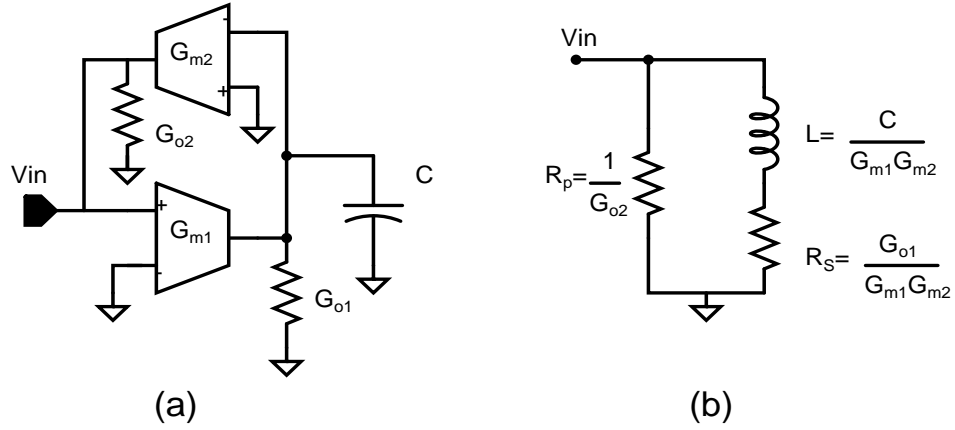 -
Gm2
+
Go2
Vin
C
+
Gm1
-
Go1
(a)
Vin
Rp= 1
Go2
L= C
Gm1Gm2
RS= Go1
Gm1Gm2
(b)